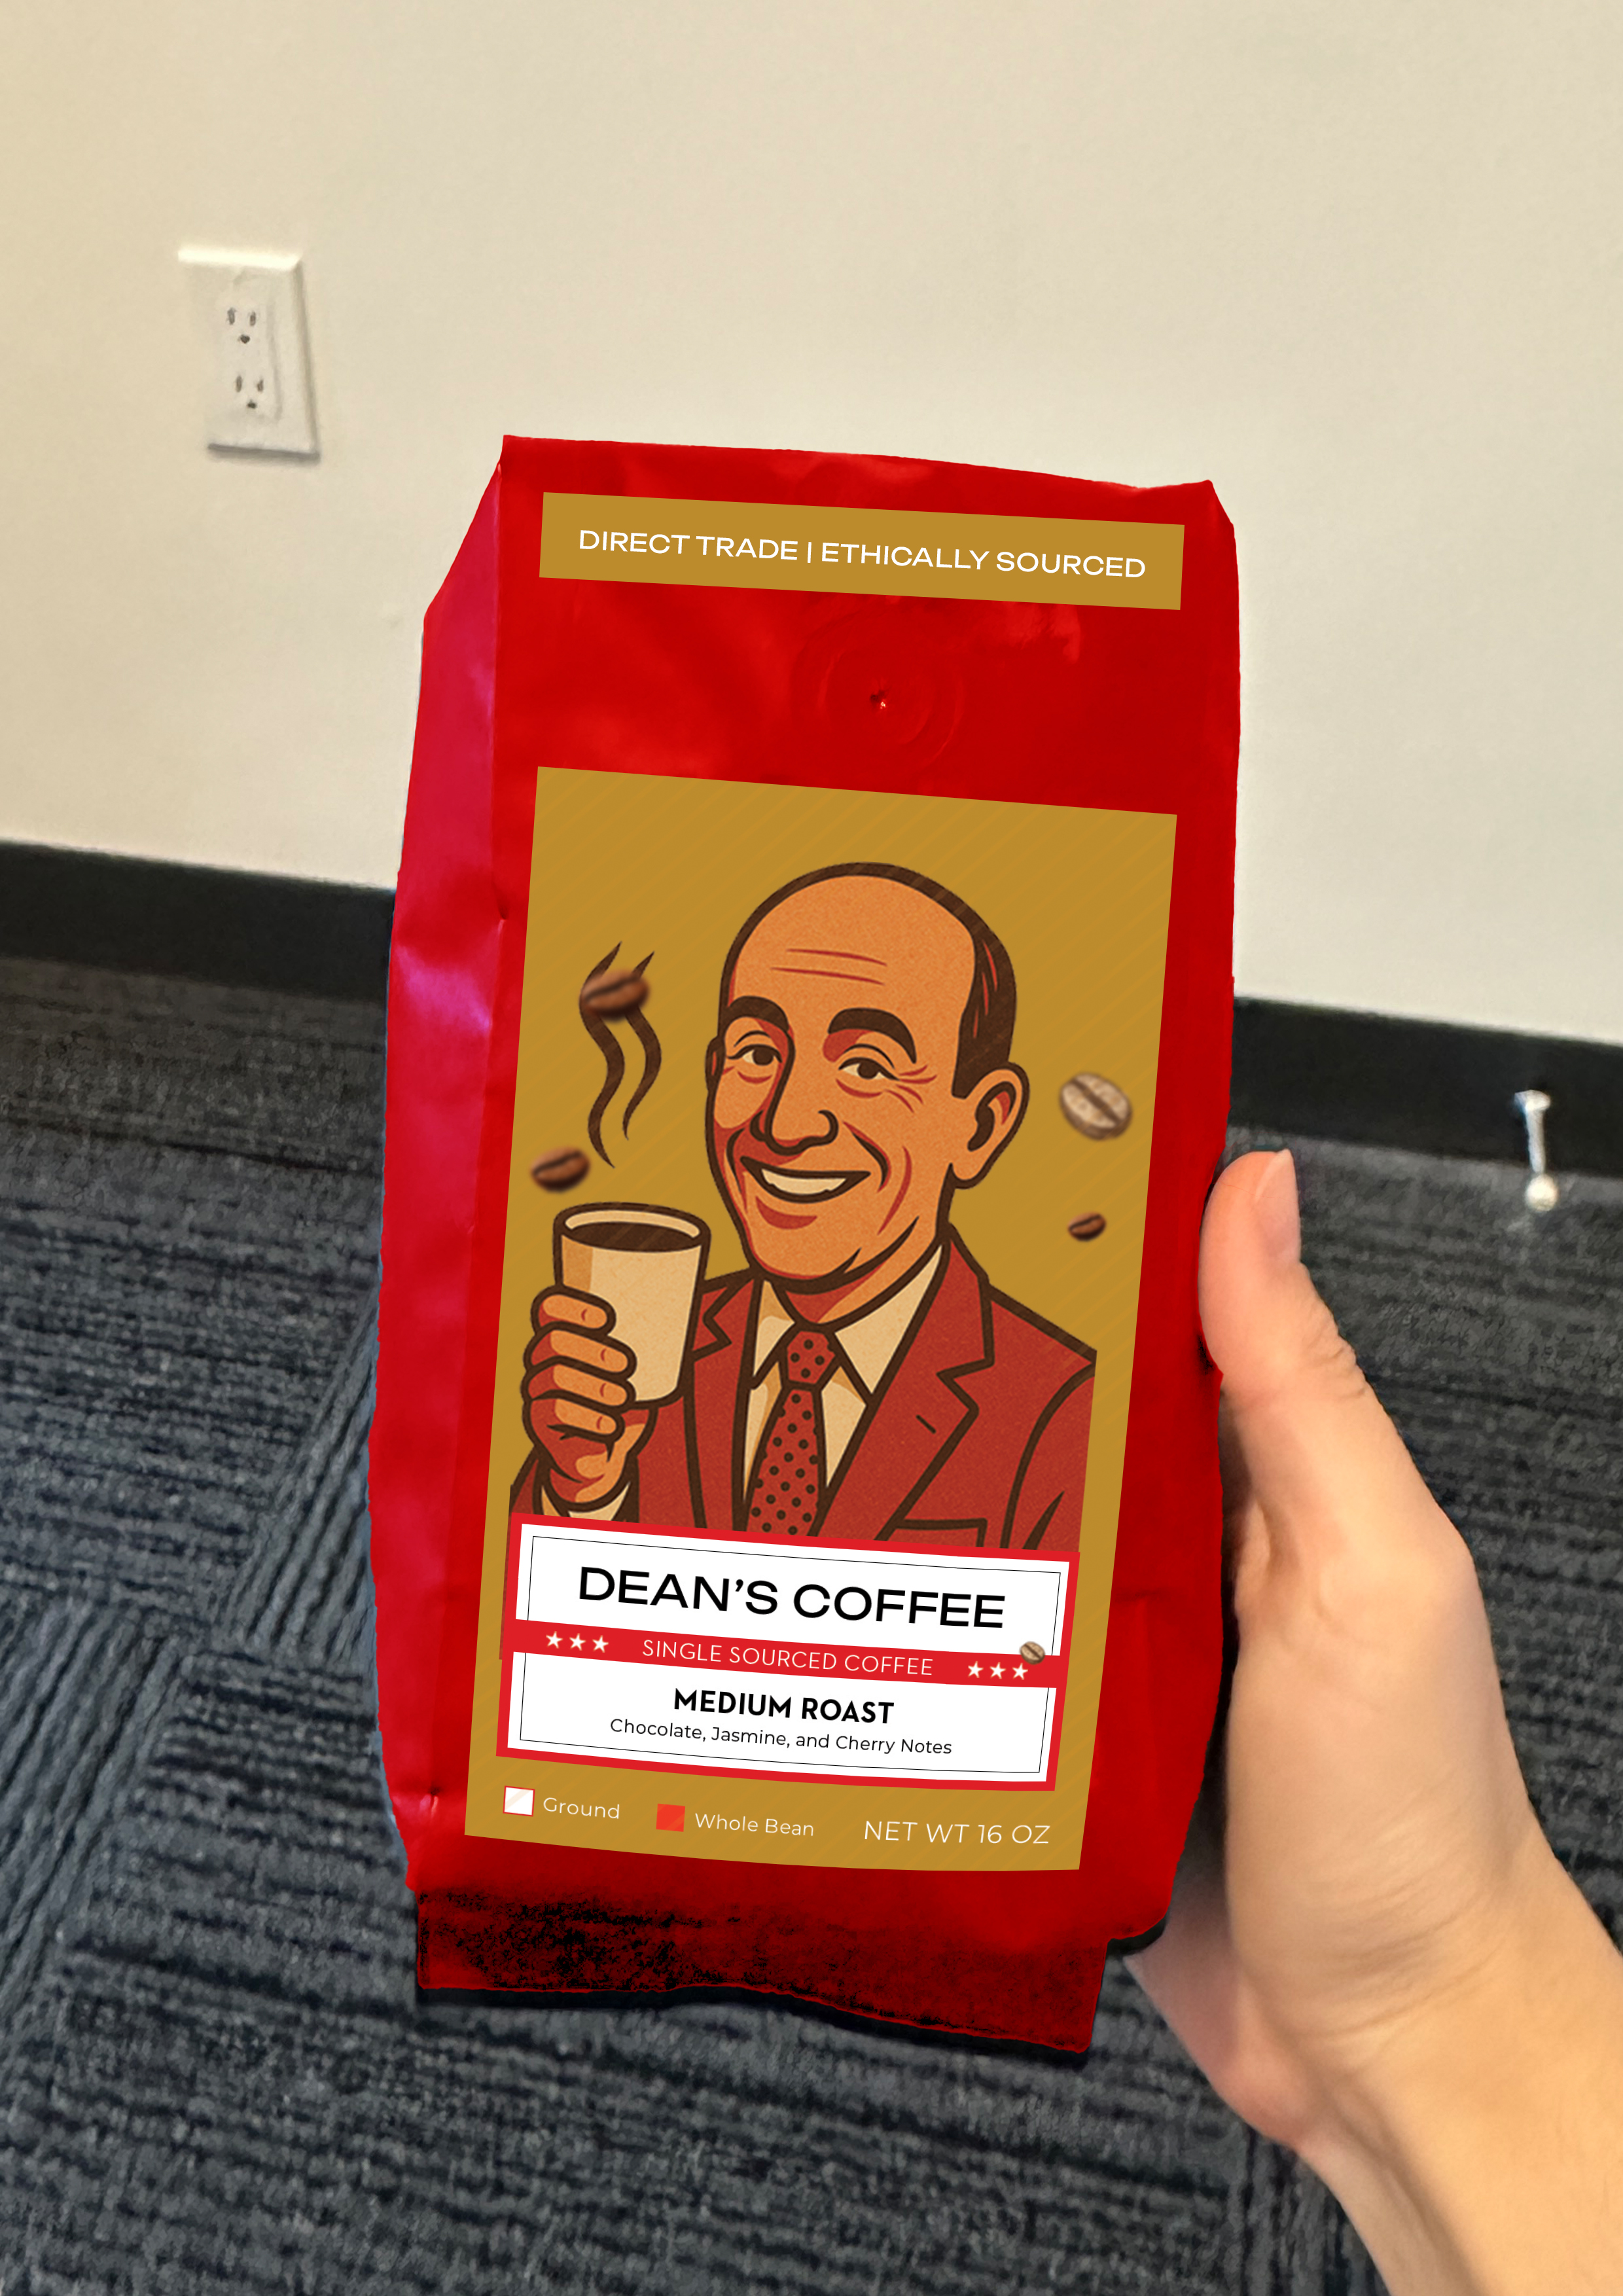 DIRECT TRADE | ETHICALLY SOURCED
DEAN'S COFFEE
SINGLE SOURCED COFFEE
MEDIUM ROAST
Chocolate, Jasmine, and Cherry Notes
Ground
Whole Bean
NET WT 16 OZ